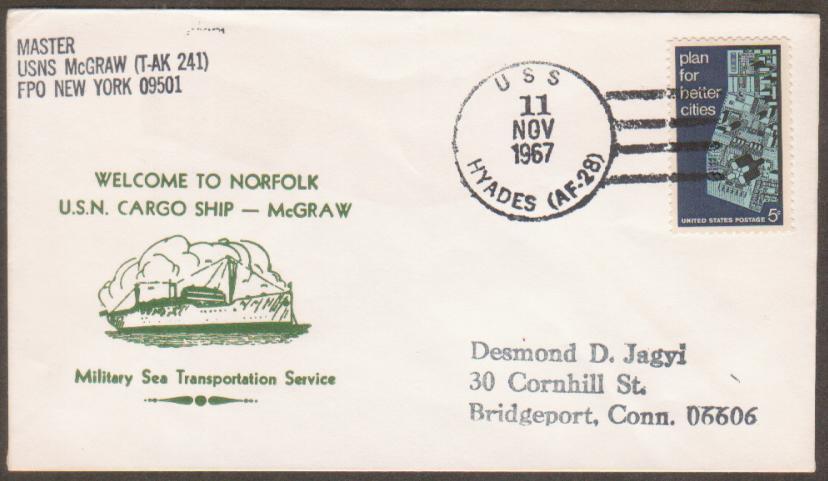 MASTER
USNS McGRAW (T-AK 241)
FPO NEW YORK 09501
USS
11
NOV
1967
HYADES (AF-28)
plan
for
better
cities
UNITED STATES POSTAGE 5c
WELCOME TO NORFOLK
U.S.N. CARGO SHIP — McGRAW
Military Sea Transportation Service
Desmond D. Jagyi
30 Cornhill St.
Bridgeport, Conn. 06606